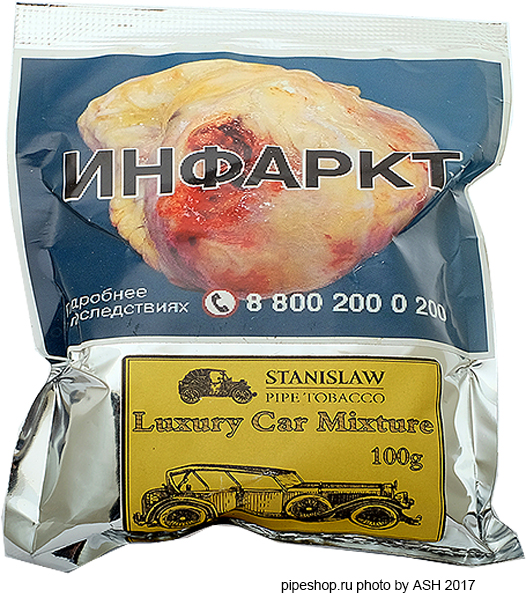 ИНФАРКТ
подробнее
о последствиях 8 800 200 0 200
STANISLAW
PIPE TOBACCO
Luxury Car Mixture
100g
pipeshop.ru photo by ASH 2017